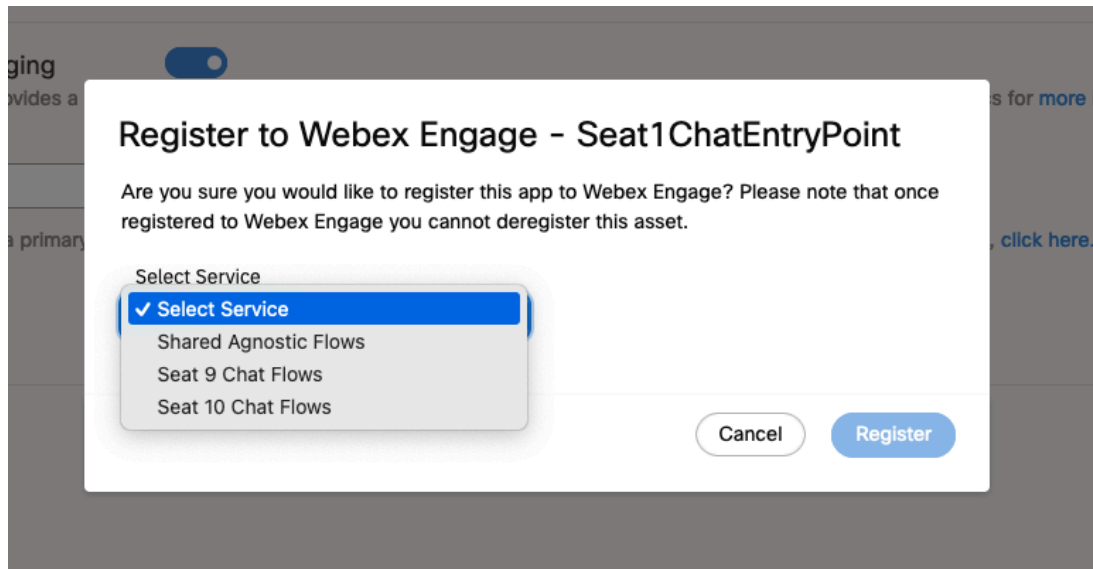 ging
ovides a
s for more
Register to Webex Engage - Seat1ChatEntryPoint
Are you sure you would like to register this app to Webex Engage? Please note that once
registered to Webex Engage you cannot deregister this asset.
a primary
, click here.
Select Service
✓ Select Service
Shared Agnostic Flows
Seat 9 Chat Flows
Seat 10 Chat Flows
Cancel
Register